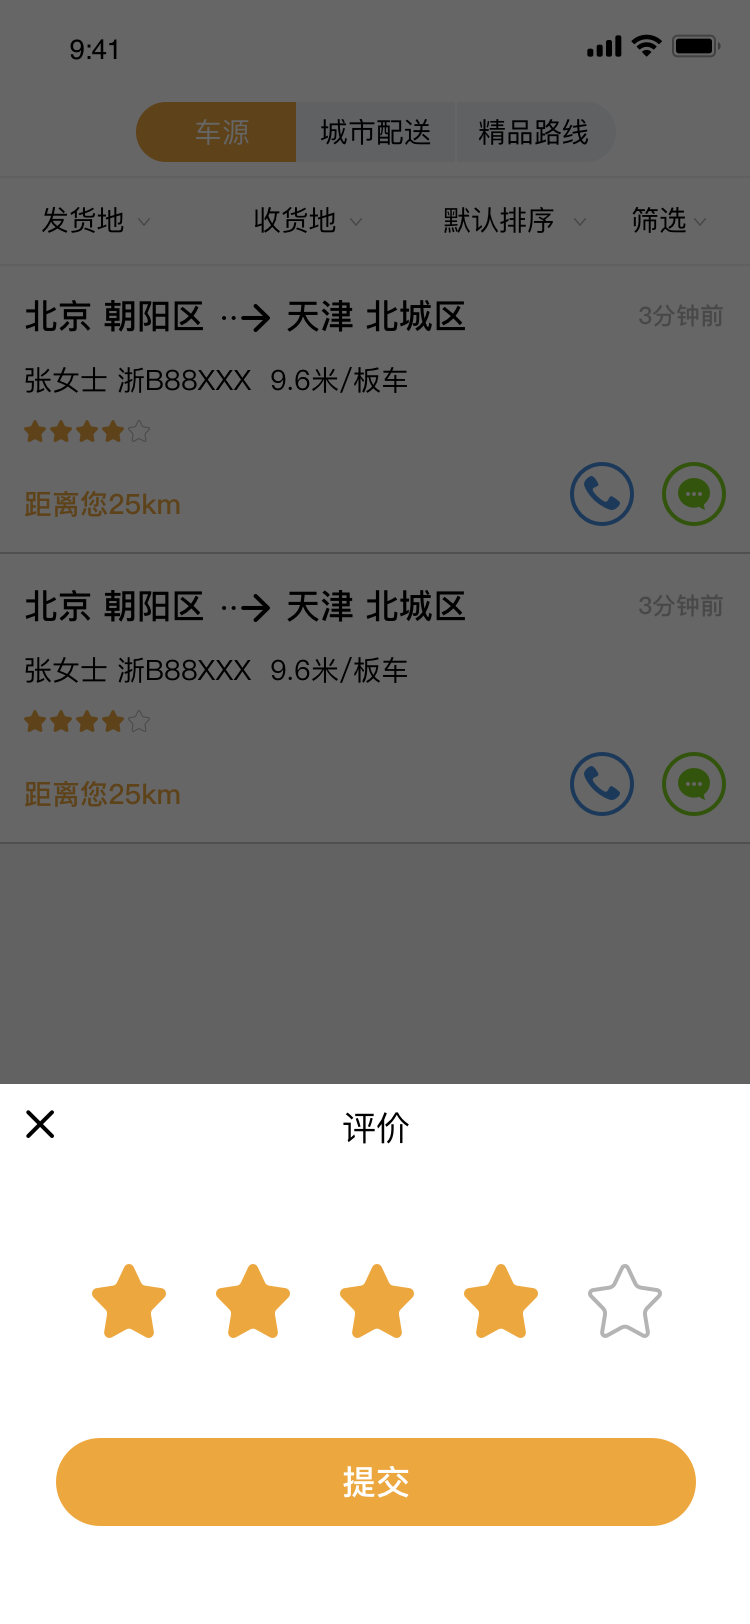 9:41
车源 城市配送 精品路线
发货地 收货地 默认排序 筛选
北京 朝阳区 天津 北城区 3分钟前
张女士 浙B88XXX 9.6米/板车
距离您25km
北京 朝阳区 天津 北城区 3分钟前
张女士 浙B88XXX 9.6米/板车
距离您25km
评价
提交